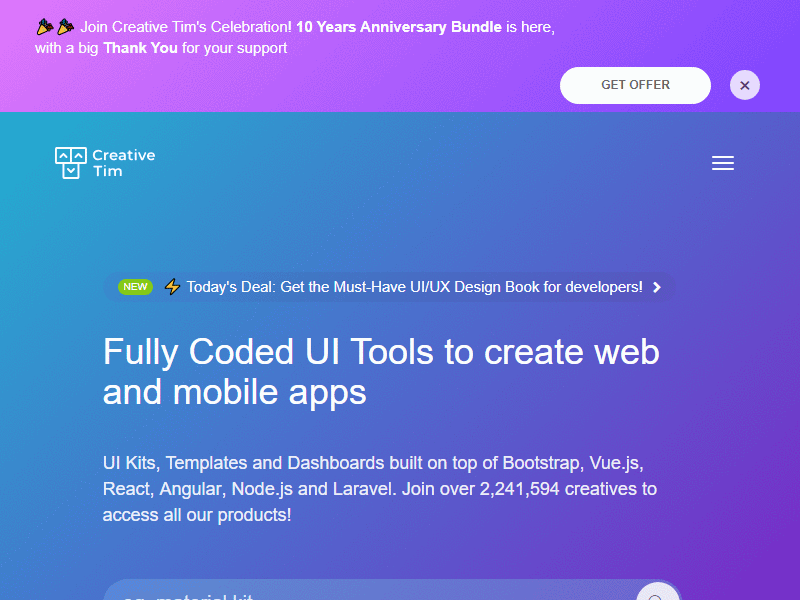 Join Creative Tim's Celebration! 10 Years Anniversary Bundle is here,
with a big Thank You for your support
GET OFFER
Creative
Tim
NEW Today's Deal: Get the Must-Have UI/UX Design Book for developers!
Fully Coded UI Tools to create web
and mobile apps
UI Kits, Templates and Dashboards built on top of Bootstrap, Vue.js,
React, Angular, Node.js and Laravel. Join over 2,241,594 creatives to
access all our products!
eg. material kit